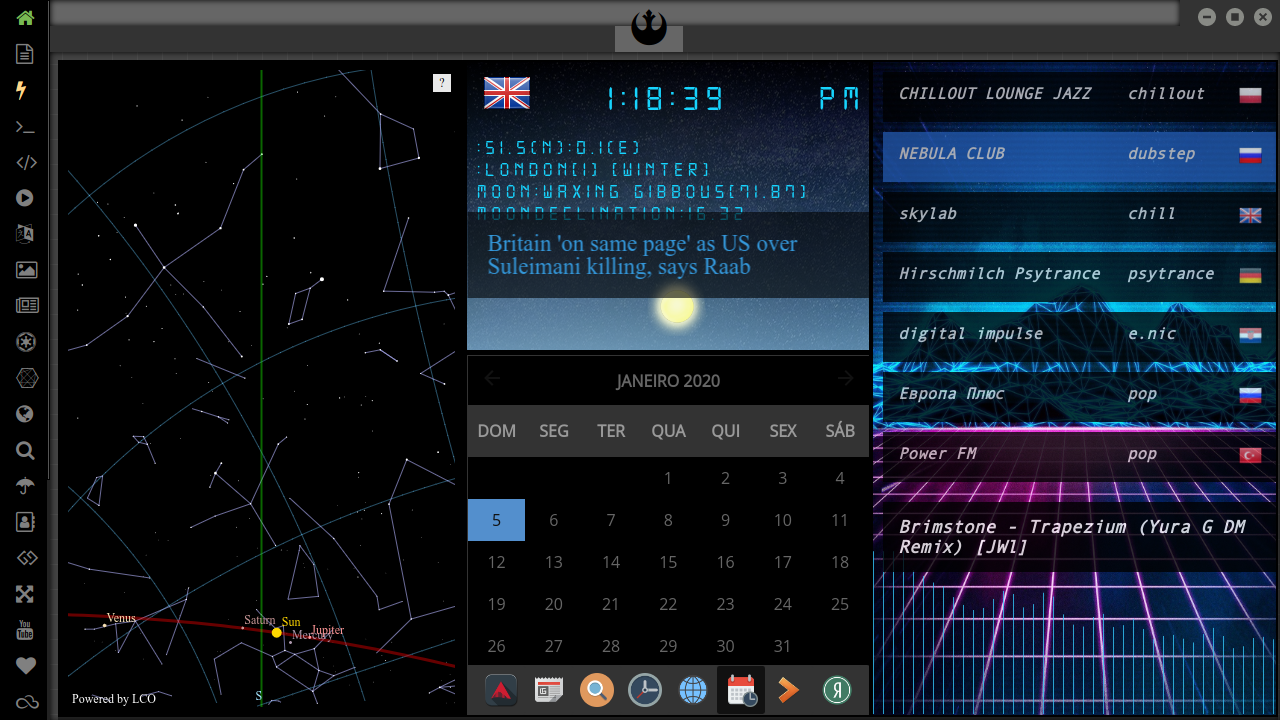 ?
Venus
Saturn
Sun
Mercury
Jupiter
Powered by LCO
S
1:18:39 PM
:51.5(N):0.1(E)
:LONDON(1) (WINTER)
MOON:WAXING GIBBOUS(71.87)
MOONDECLINATION:16.32
Britain 'on same page' as US over
Suleimani killing, says Raab
JANEIRO 2020
DOM SEG TER QUA QUI SEX SÁB
1 2 3 4
5 6 7 8 9 10 11
12 13 14 15 16 17 18
19 20 21 22 23 24 25
26 27 28 29 30 31
CHILLOUT LOUNGE JAZZ chillout
NEBULA CLUB dubstep
skylab chill
Hirschmilch Psytrance psytrance
digital impulse e.nic
Европа Плюс pop
Power FM pop
Brimstone - Trapezium (Yura G DM
Remix) [JWl]
You
Tube
Я